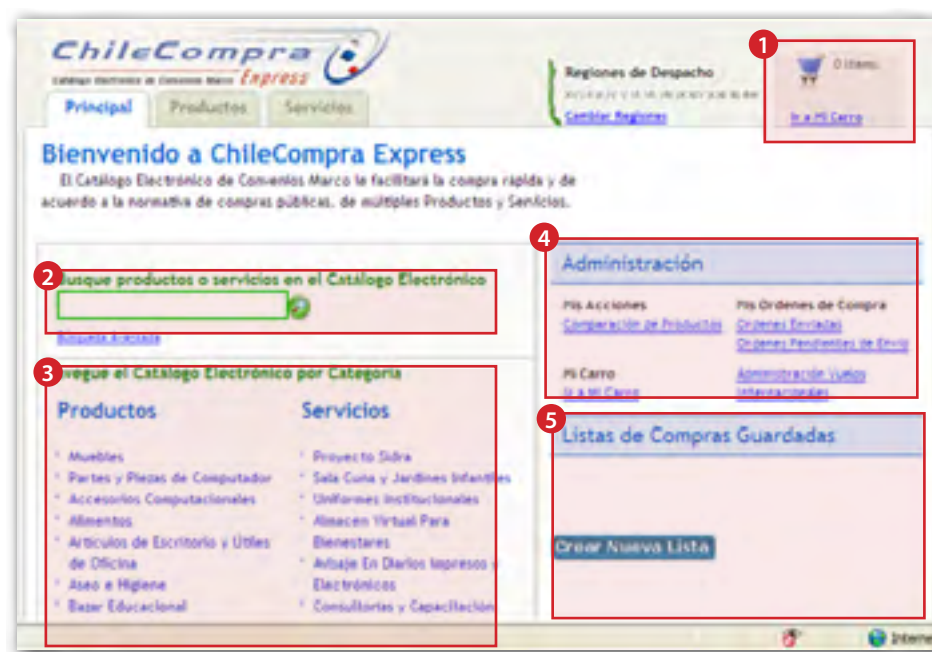 ChileCompra
Express
1
0 items
Regiones de Despacho
Cambiar Regiones
Ir a Mi Carro
Principal Productos Servicios
Bienvenido a ChileCompra Express
El Catálogo Electrónico de Convenios Marco le facilitará la compra rápida y de
acuerdo a la normativa de compras públicas, de múltiples Productos y Servicios.
2
Busque productos o servicios en el Catálogo Electrónico
Búsqueda Avanzada
3
Navegue el Catálogo Electrónico por Categoría
Productos
Muebles
Partes y Piezas de Computador
Accesorios Computacionales
Alimentos
Artículos de Escritorio y Útiles
de Oficina
Aseo e Higiene
Bazar Educacional
Servicios
Proyecto Sidra
Sala Cuna y Jardines Infantiles
Uniformes Institucionales
Almacen Virtual Para
Bienestares
Avisaje En Diarios Impresos y
Electrónicos
Consultorías y Capacitación
4
Administración
Mis Acciones
Comparación de Productos
Mi Carro
Ir a Mi Carro
Mis Ordenes de Compra
Ordenes Enviadas
Ordenes Pendientes de Envío
Administración Vuelos
Internacionales
5
Listas de Compras Guardadas
Crear Nueva Lista
Interne